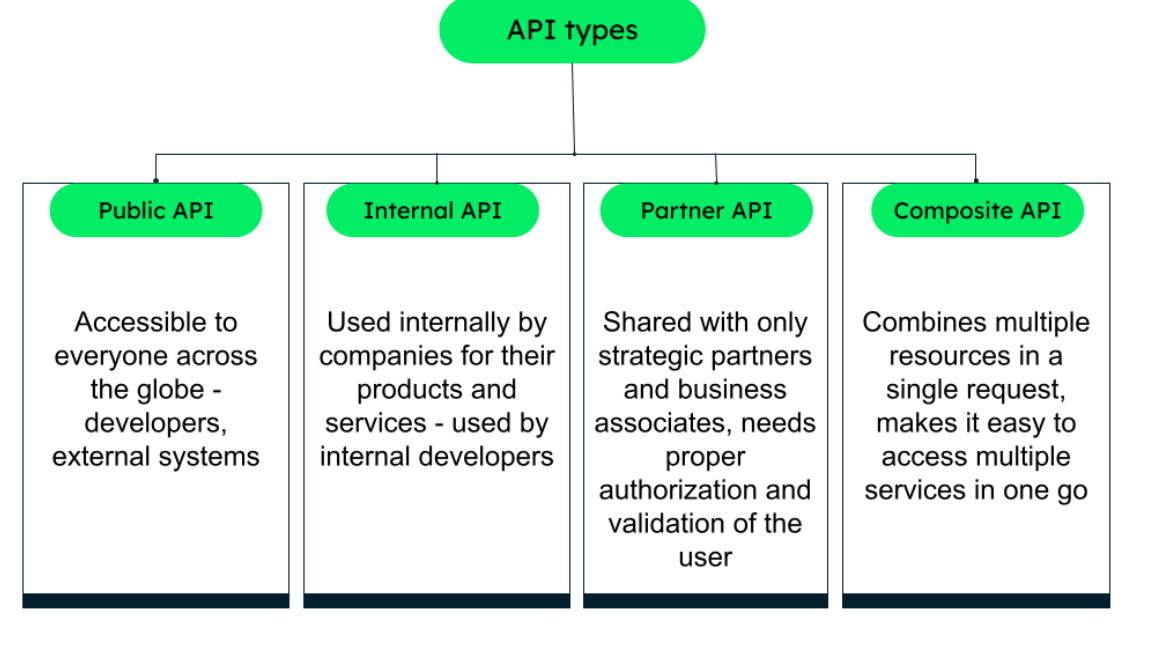 API types
Public API
Accessible to
everyone across
the globe -
developers,
external systems
Internal API
Used internally by
companies for their
products and
services - used by
internal developers
Partner API
Shared with only
strategic partners
and business
associates, needs
proper
authorization and
validation of the
user
Composite API
Combines multiple
resources in a
single request,
makes it easy to
access multiple
services in one go